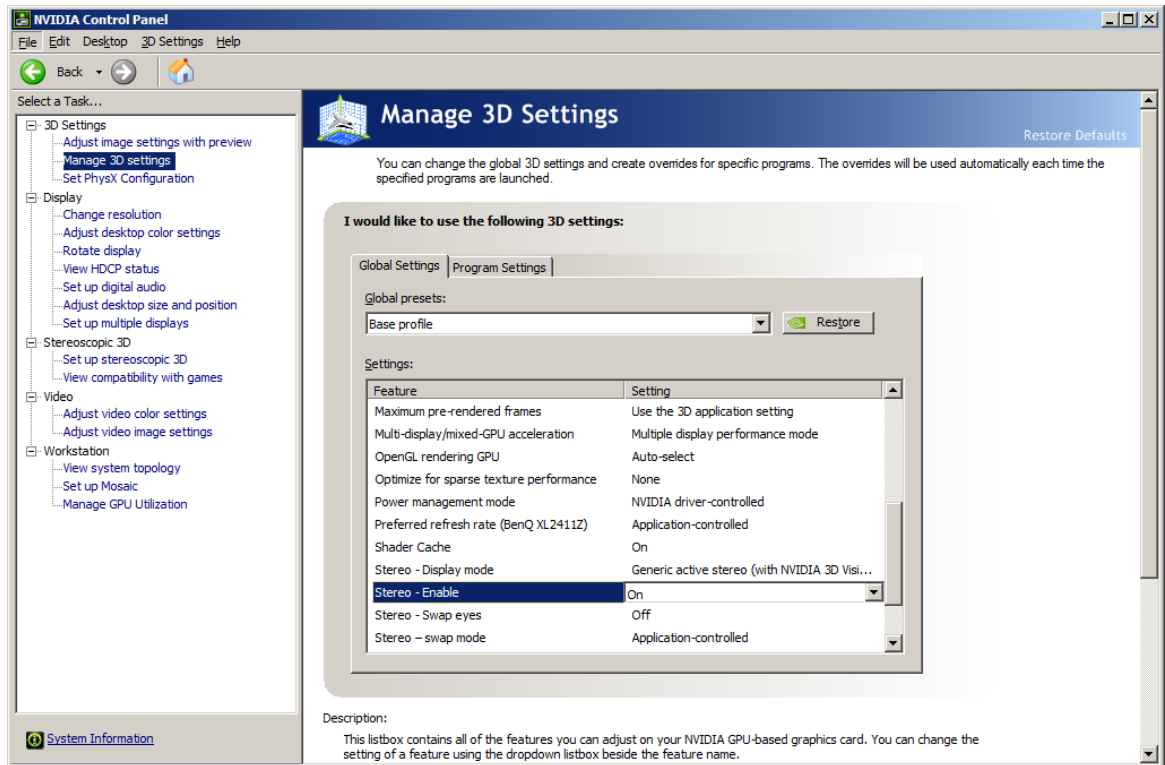 NVIDIA Control Panel
File Edit Desktop 3D Settings Help
Back
Select a Task...
3D Settings
Adjust image settings with preview
Manage 3D settings
Set PhysX Configuration
Display
Change resolution
Adjust desktop color settings
Rotate display
View HDCP status
Set up digital audio
Adjust desktop size and position
Set up multiple displays
Stereoscopic 3D
Set up stereoscopic 3D
View compatibility with games
Video
Adjust video color settings
Adjust video image settings
Workstation
View system topology
Set up Mosaic
Manage GPU Utilization
System Information
Manage 3D Settings
Restore Defaults
You can change the global 3D settings and create overrides for specific programs. The overrides will be used automatically each time the
specified programs are launched.
I would like to use the following 3D settings:
Global Settings Program Settings
Global presets:
Base profile Restore
Settings:
Feature Setting
Maximum pre-rendered frames Use the 3D application setting
Multi-display/mixed-GPU acceleration Multiple display performance mode
OpenGL rendering GPU Auto-select
Optimize for sparse texture performance None
Power management mode NVIDIA driver-controlled
Preferred refresh rate (BenQ XL2411Z) Application-controlled
Shader Cache On
Stereo - Display mode Generic active stereo (with NVIDIA 3D Visi...
Stereo - Enable On
Stereo - Swap eyes Off
Stereo – swap mode Application-controlled
Description:
This listbox contains all of the features you can adjust on your NVIDIA GPU-based graphics card. You can change the
setting of a feature using the dropdown listbox beside the feature name.